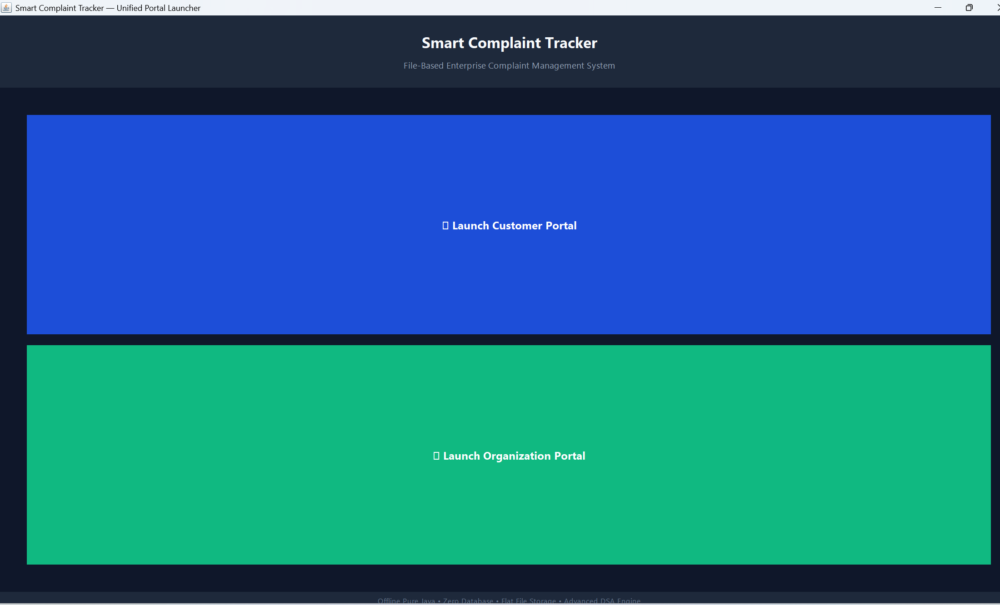 Smart Complaint Tracker — Unified Portal Launcher
Smart Complaint Tracker
File-Based Enterprise Complaint Management System
Launch Customer Portal
Launch Organization Portal
Offline Pure Java • Zero Database • Flat File Storage • Advanced DSA Engine